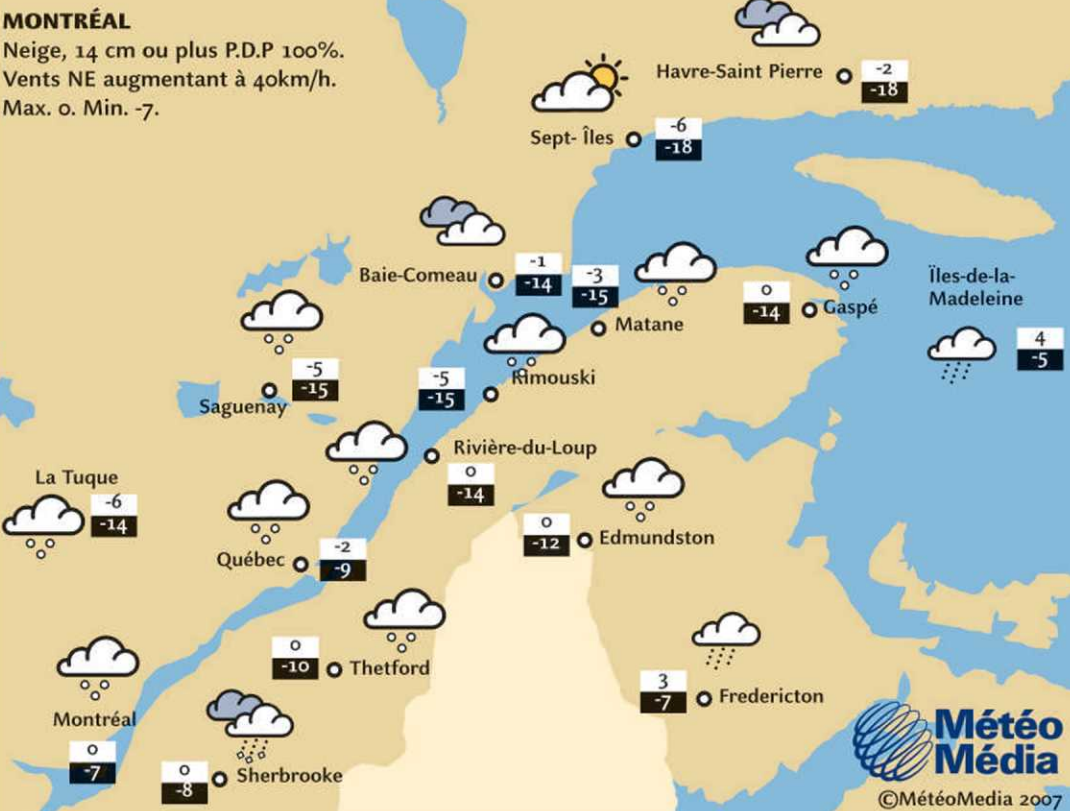 MONTRÉAL
Neige, 14 cm ou plus P.D.P 100%.
Vents NE augmentant à 40km/h.
Max. 0. Min. -7.
Havre-Saint Pierre
-2
-18
Sept- Îles
-6
-18
Baie-Comeau
-1
-14
-3
-15
Matane
0
-14
Gaspé
Ïles-de-la-
Madeleine
4
-5
Saguenay
-5
-15
-5
-15
Rimouski
Rivière-du-Loup
0
-14
La Tuque
-6
-14
Québec
-2
-9
0
-12
Edmundston
0
-10
Thetford
3
-7
Fredericton
Montréal
0
-7
0
-8
Sherbrooke
Météo
Média
©MétéoMedia 2007